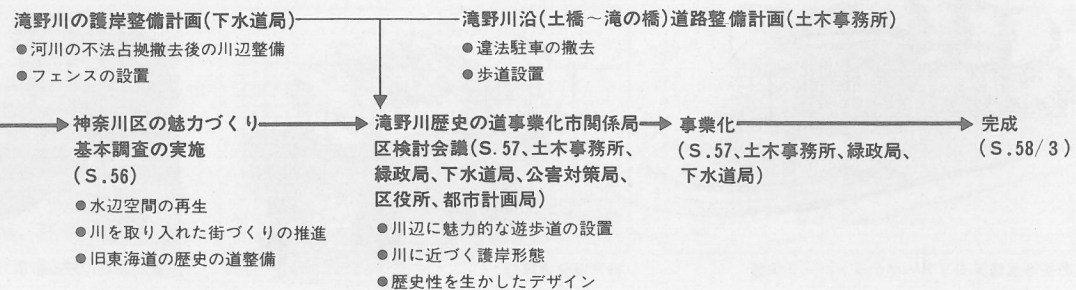 滝野川の護岸整備計画(下水道局)
●河川の不法占拠撤去後の川辺整備
●フェンスの設置
滝野川沿(土橋〜滝の橋)道路整備計画(土木事務所)
●違法駐車の撤去
●歩道設置
神奈川区の魅力づくり
基本調査の実施
(S.56)
●水辺空間の再生
●川を取り入れた街づくりの推進
●旧東海道の歴史の道整備
滝野川歴史の道事業化市関係局
区検討会議(S.57、土木事務所、
緑政局、下水道局、公害対策局、
区役所、都市計画局)
●川辺に魅力的な遊歩道の設置
●川に近づく護岸形態
●歴史性を生かしたデザイン
事業化
(S.57、土木事務所、緑政局、
下水道局)
完成
(S.58/3)